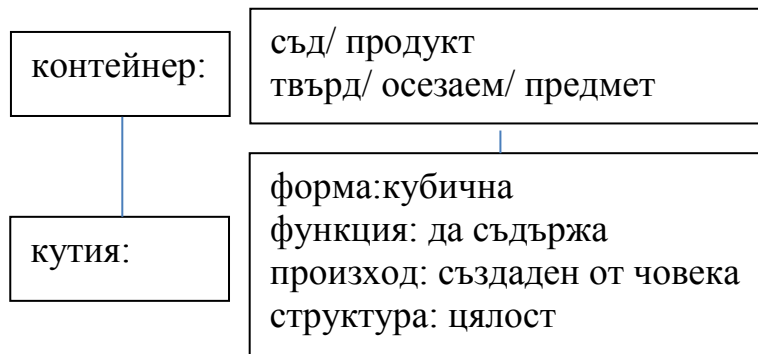 контейнер:
съд/ продукт
твърд/ осезаем/ предмет
кутия:
форма:кубична
функция: да съдържа
произход: създаден от човека
структура: цялост